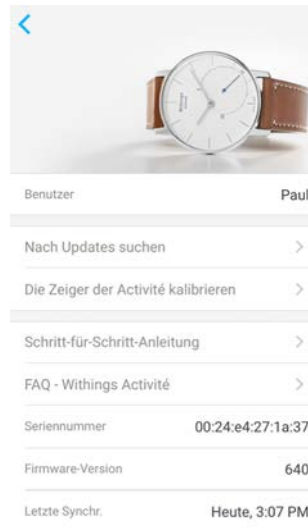 Benutzer Paul
Nach Updates suchen
Die Zeiger der Activité kalibrieren
Schritt-für-Schritt-Anleitung
FAQ - Withings Activité
Seriennummer 00:24:e4:27:1a:37
Firmware-Version 640
Letzte Synchr. Heute, 3:07 PM